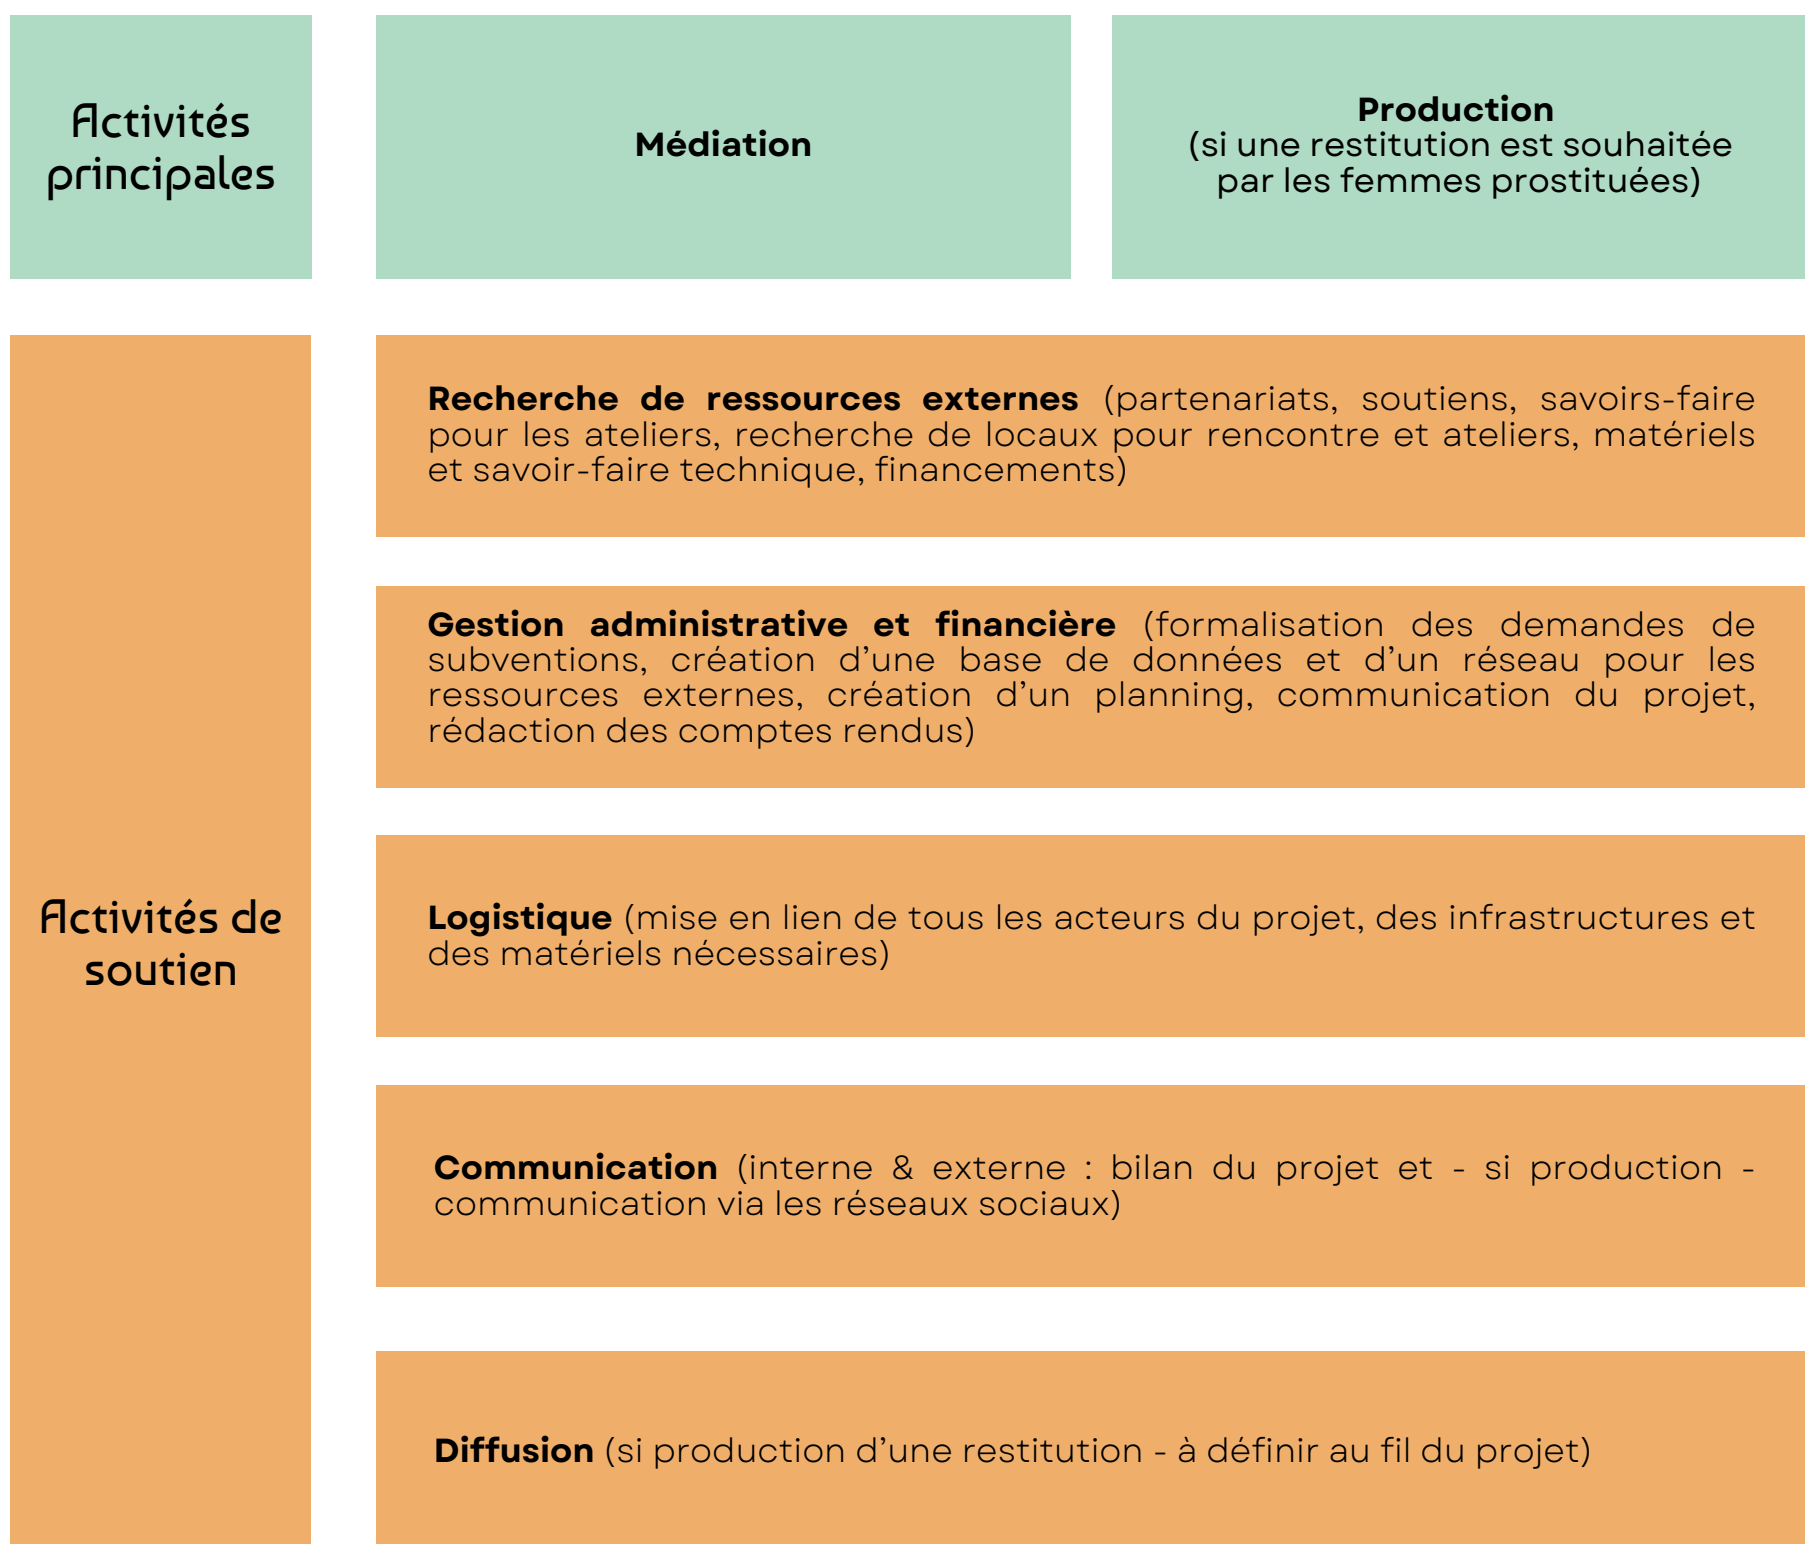 Activités
principales
Médiation
Production
(si une restitution est souhaitée
par les femmes prostituées)
Activités de
soutien
Recherche de ressources externes (partenariats, soutiens, savoirs-faire
pour les ateliers, recherche de locaux pour rencontre et ateliers, matériels
et savoir-faire technique, financements)
Gestion administrative et financière (formalisation des demandes de
subventions, création d’une base de données et d’un réseau pour les
ressources externes, création d’un planning, communication du projet,
rédaction des comptes rendus)
Logistique (mise en lien de tous les acteurs du projet, des infrastructures et
des matériels nécessaires)
Communication (interne & externe : bilan du projet et - si production -
communication via les réseaux sociaux)
Diffusion (si production d’une restitution - à définir au fil du projet)